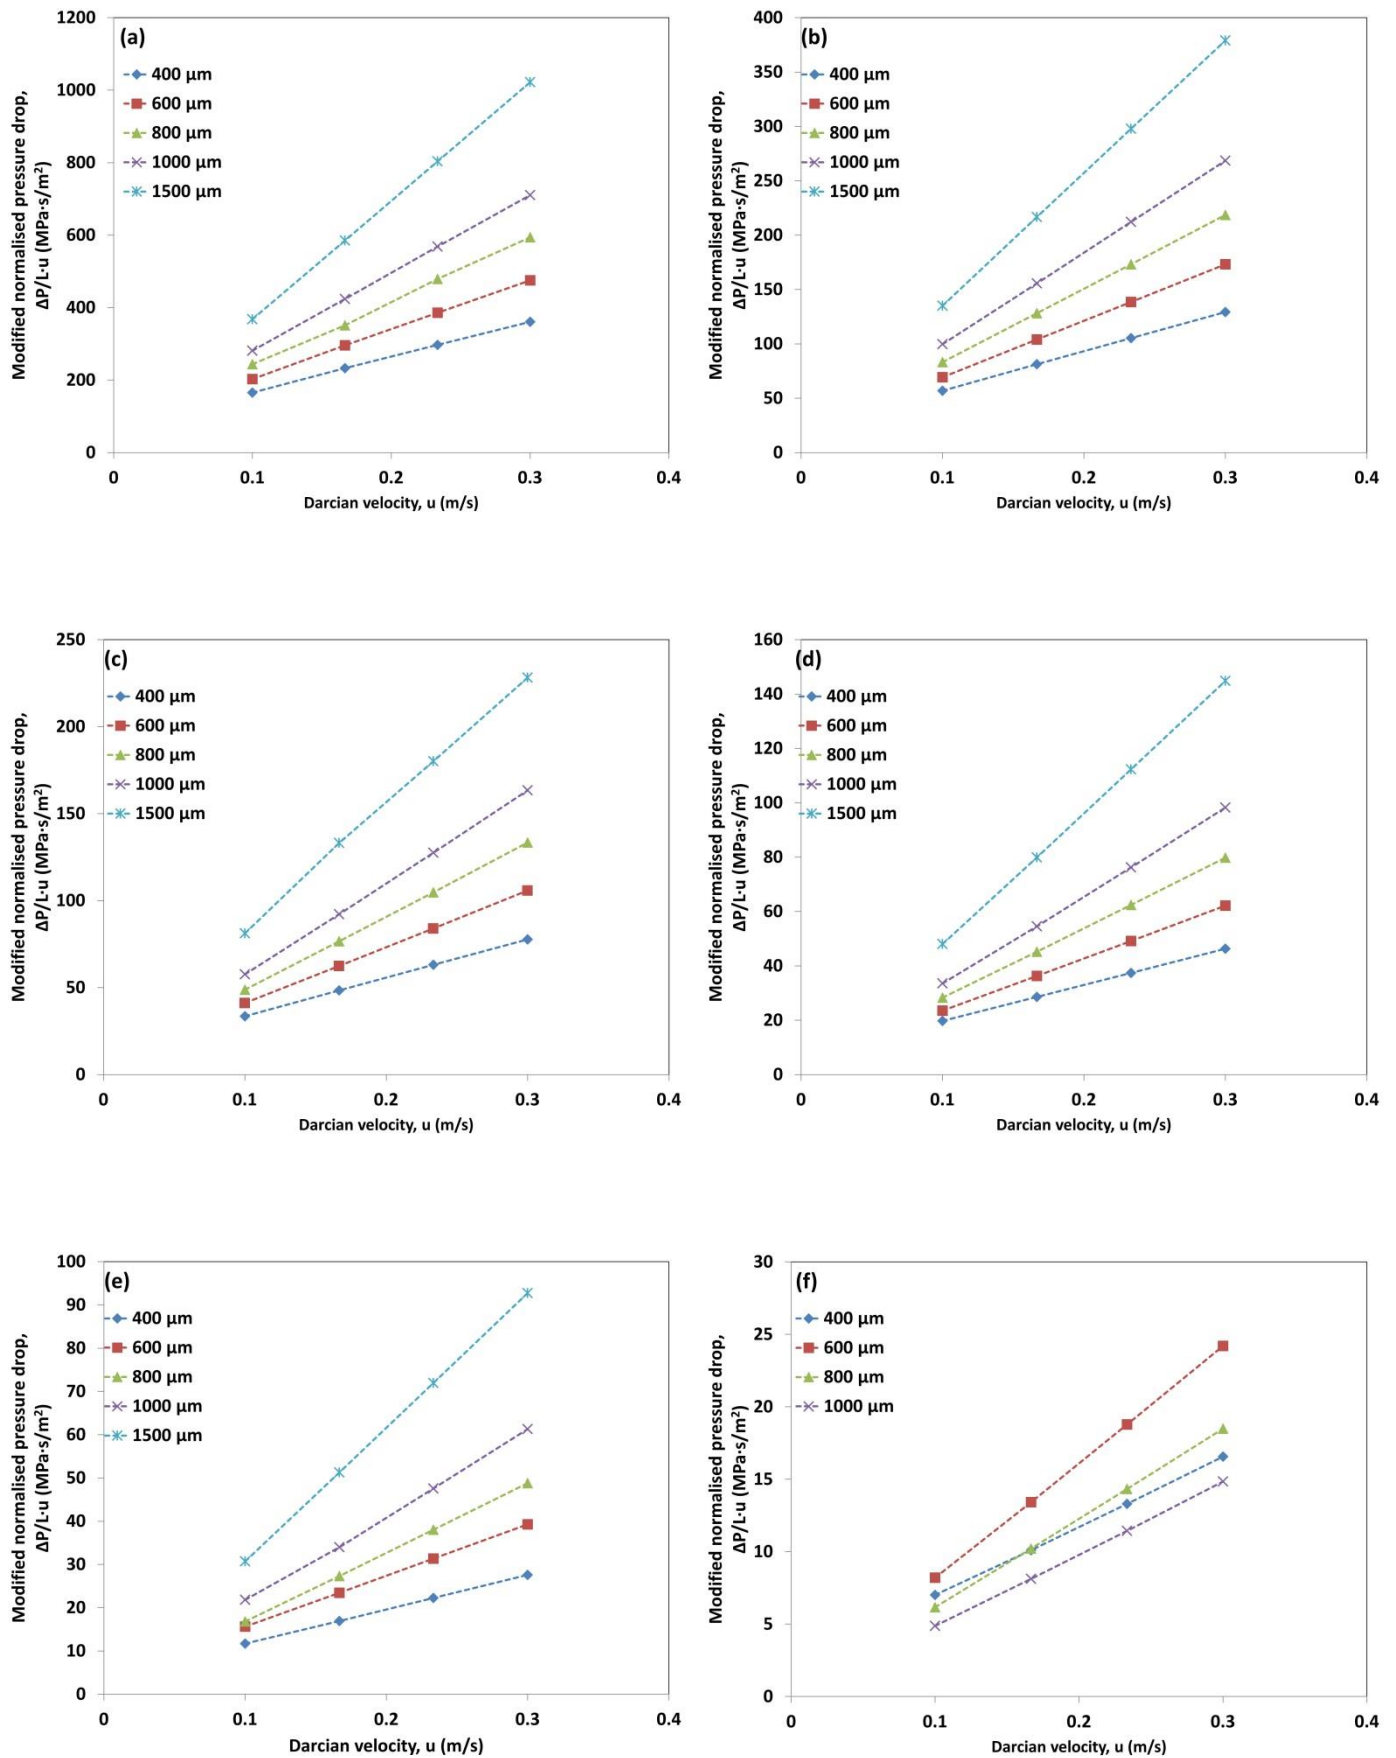 (a)
1200
1000
800
600
400
200
0
400 µm
600 µm
800 µm
1000 µm
1500 µm
0 0.1 0.2 0.3 0.4
Modified normalised pressure drop,
ΔP/L·u (MPa·s/m²)
Darcian velocity, u (m/s)
(b)
400
350
300
250
200
150
100
50
0
400 µm
600 µm
800 µm
1000 µm
1500 µm
0 0.1 0.2 0.3 0.4
Modified normalised pressure drop,
ΔP/L·u (MPa·s/m²)
Darcian velocity, u (m/s)
(c)
250
200
150
100
50
0
400 µm
600 µm
800 µm
1000 µm
1500 µm
0 0.1 0.2 0.3 0.4
Modified normalised pressure drop,
ΔP/L·u (MPa·s/m²)
Darcian velocity, u (m/s)
(d)
160
140
120
100
80
60
40
20
0
400 µm
600 µm
800 µm
1000 µm
1500 µm
0 0.1 0.2 0.3 0.4
Modified normalised pressure drop,
ΔP/L·u (MPa·s/m²)
Darcian velocity, u (m/s)
(e)
100
90
80
70
60
50
40
30
20
10
0
400 µm
600 µm
800 µm
1000 µm
1500 µm
0 0.1 0.2 0.3 0.4
Modified normalised pressure drop,
ΔP/L·u (MPa·s/m²)
Darcian velocity, u (m/s)
(f)
30
25
20
15
10
5
0
400 µm
600 µm
800 µm
1000 µm
0 0.1 0.2 0.3 0.4
Modified normalised pressure drop,
ΔP/L·u (MPa·s/m²)
Darcian velocity, u (m/s)